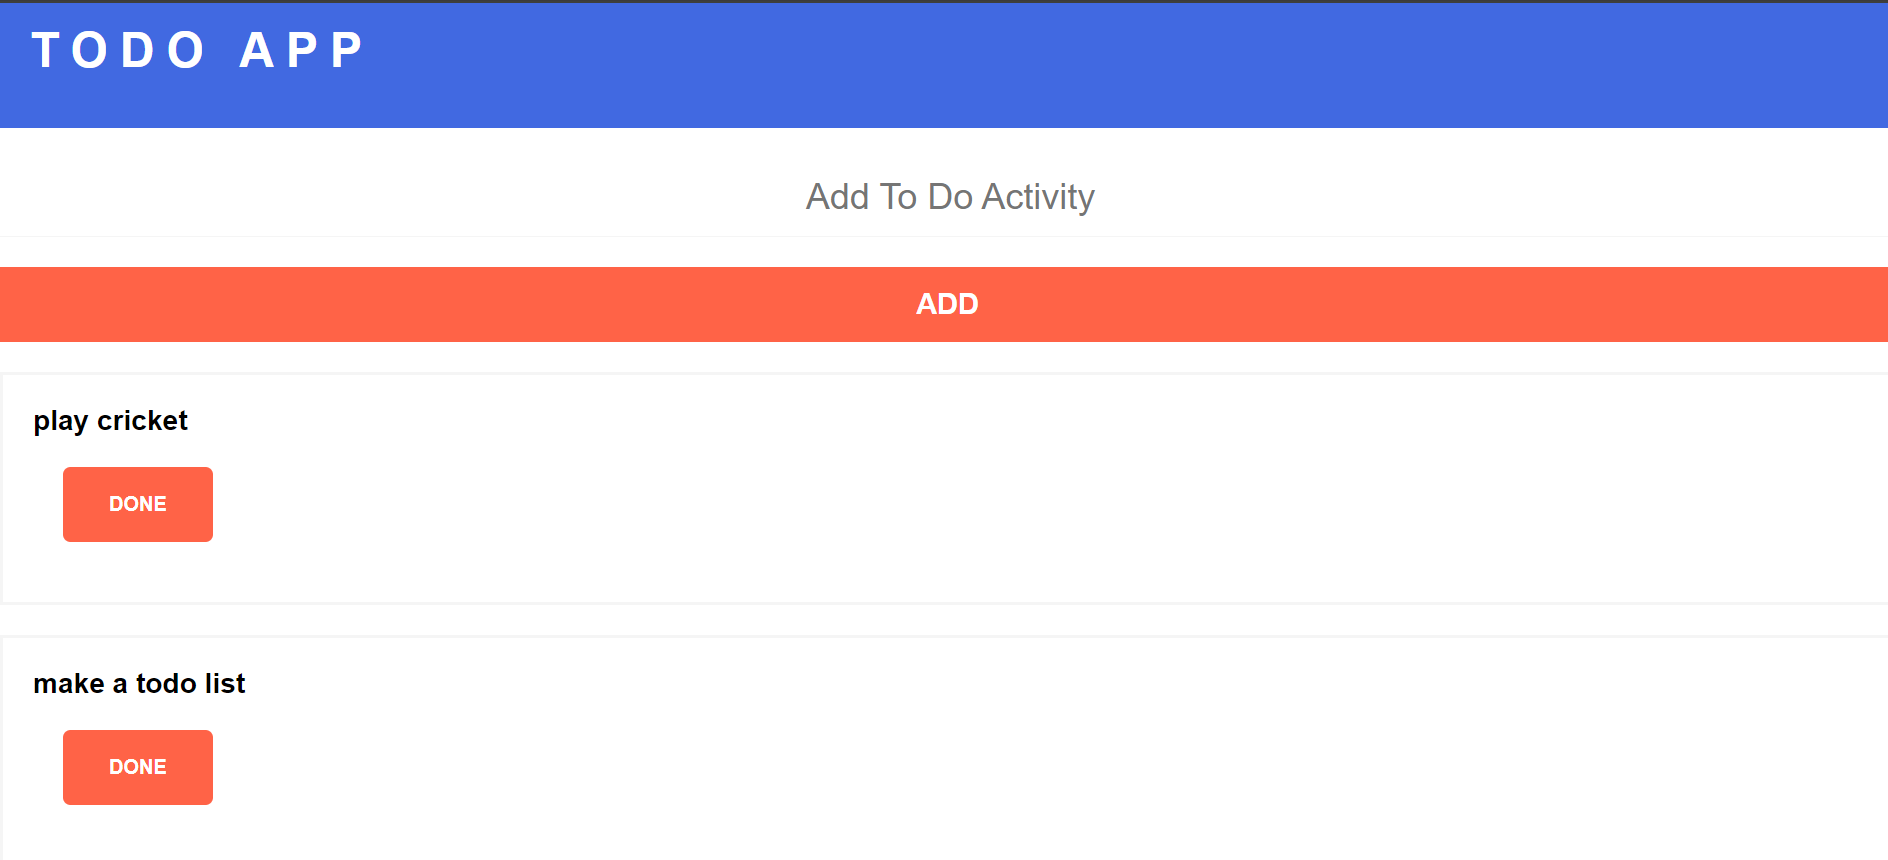 TODO APP
Add To Do Activity
ADD
play cricket
DONE
make a todo list
DONE